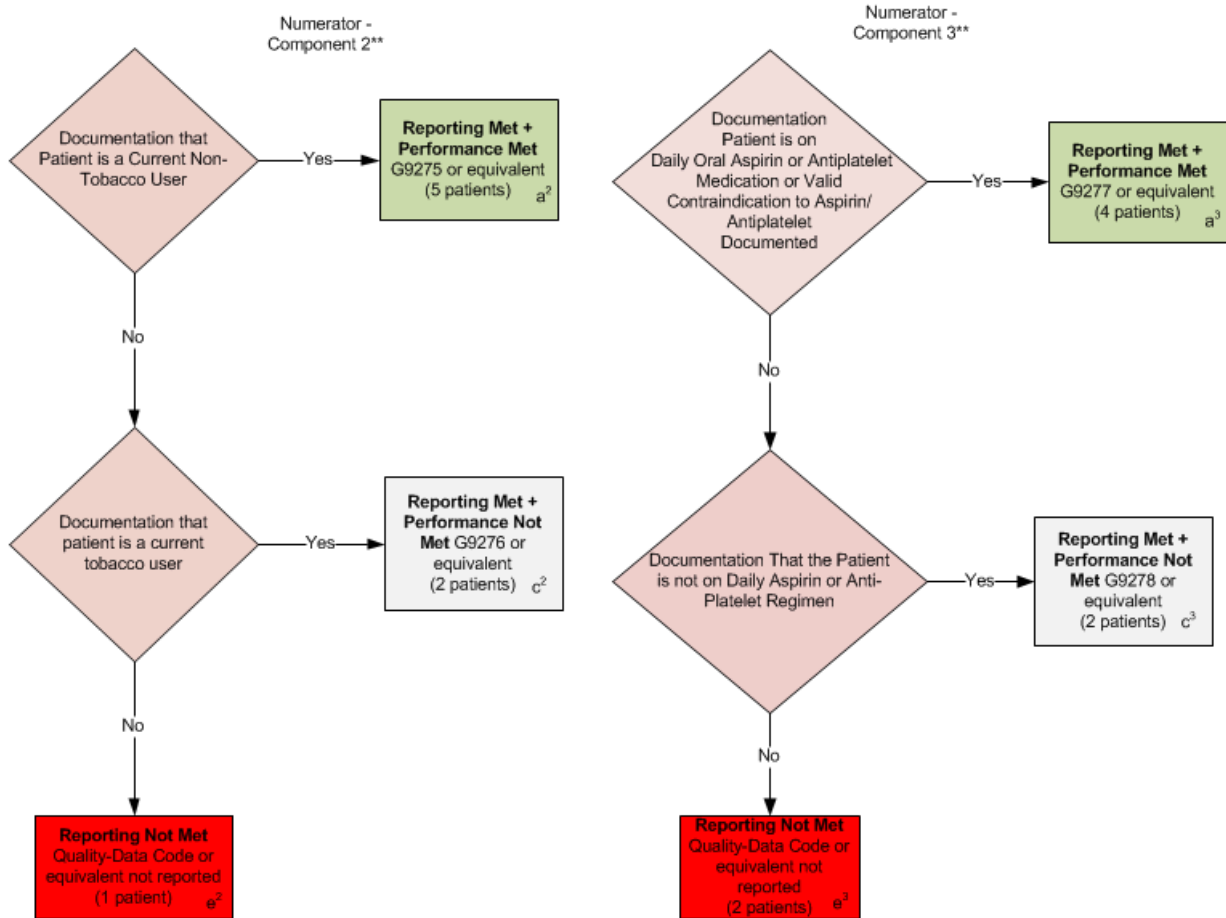 Numerator -
Component 2**
Documentation that
Patient is a Current Non-
Tobacco User
Yes
Reporting Met +
Performance Met
G9275 or equivalent
(5 patients) a²
No
Documentation that
patient is a current
tobacco user
Yes
Reporting Met +
Performance Not
Met G9276 or
equivalent
(2 patients) c²
No
Reporting Not Met
Quality-Data Code or
equivalent not reported
(1 patient) e²
Numerator -
Component 3**
Documentation
Patient is on
Daily Oral Aspirin or Antiplatelet
Medication or Valid
Contraindication to Aspirin/
Antiplatelet
Documented
Yes
Reporting Met +
Performance Met
G9277 or equivalent
(4 patients) a³
No
Documentation That the Patient
is not on Daily Aspirin or Anti-
Platelet Regimen
Yes
Reporting Met +
Performance Not
Met G9278 or
equivalent
(2 patients) c³
No
Reporting Not Met
Quality-Data Code or
equivalent not
reported
(2 patients) e³